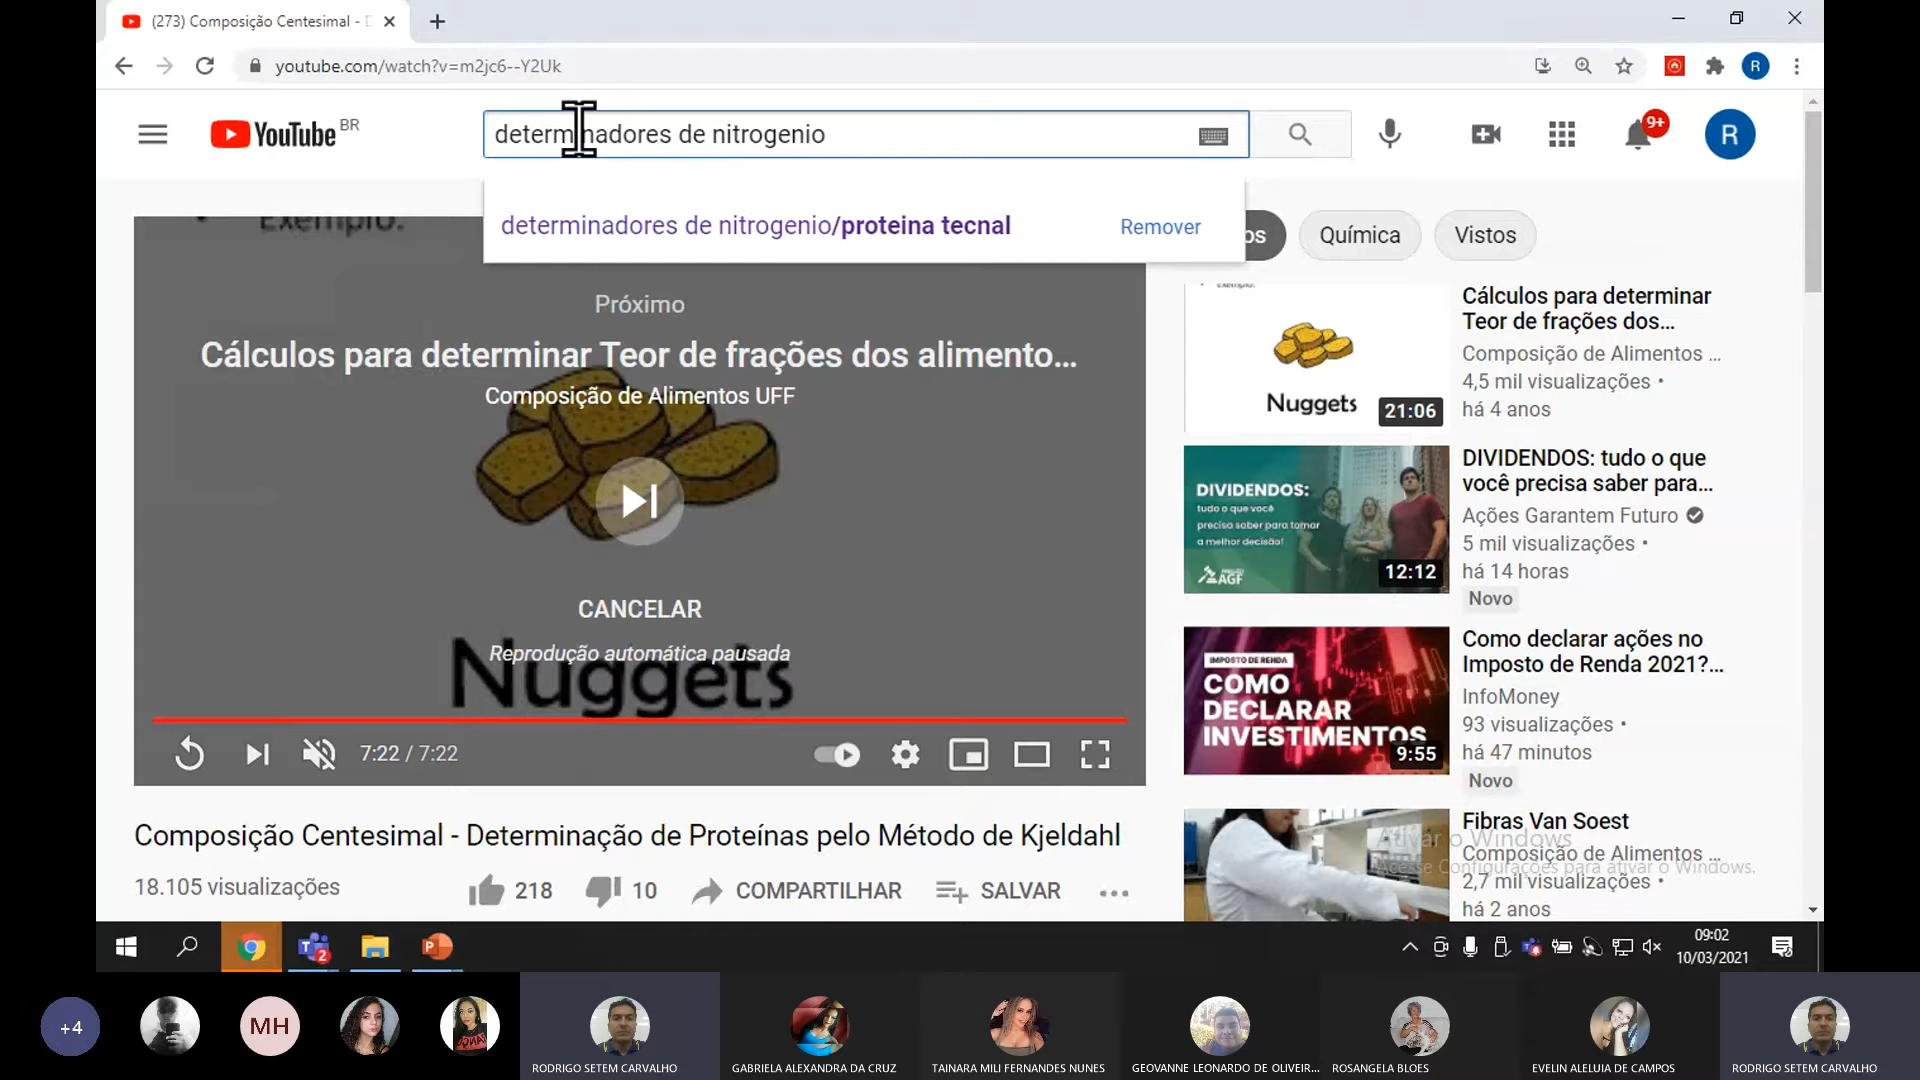 (273) Composição Centesimal - D
youtube.com/watch?v=m2jc6--Y2Uk
R
YouTube BR
determinadores de nitrogenio
9+
R
determinadores de nitrogenio/proteina tecnal
Remover
os
Química
Vistos
Exemplo.
Próximo
Cálculos para determinar Teor de frações dos alimento...
Composição de Alimentos UFF
CANCELAR
Reprodução automática pausada
Nuggets
7:22 / 7:22
Composição Centesimal - Determinação de Proteínas pelo Método de Kjeldahl
18.105 visualizações
218
10
COMPARTILHAR
SALVAR
Exemplo.
Nuggets
21:06
Cálculos para determinar
Teor de frações dos...
Composição de Alimentos ...
4,5 mil visualizações •
há 4 anos
DIVIDENDOS:
tudo o que você
precisa saber para tomar
a melhor decisão!
AGF
12:12
DIVIDENDOS: tudo o que
você precisa saber para...
Ações Garantem Futuro
5 mil visualizações •
há 14 horas
Novo
IMPOSTO DE RENDA
COMO
DECLARAR
INVESTIMENTOS
9:55
Como declarar ações no
Imposto de Renda 2021?...
InfoMoney
93 visualizações •
há 47 minutos
Novo
Fibras Van Soest
Composição de Alimentos ...
2,7 mil visualizações •
há 2 anos
Ativar o Windows
Acesse Configurações para ativar o Windows.
2
09:02
10/03/2021
+4
MH
RODRIGO SETEM CARVALHO
GABRIELA ALEXANDRA DA CRUZ
TAINARA MILI FERNANDES NUNES
GEOVANNE LEONARDO DE OLIVEIR...
ROSANGELA BLOES
EVELIN ALELUIA DE CAMPOS
RODRIGO SETEM CARVALHO